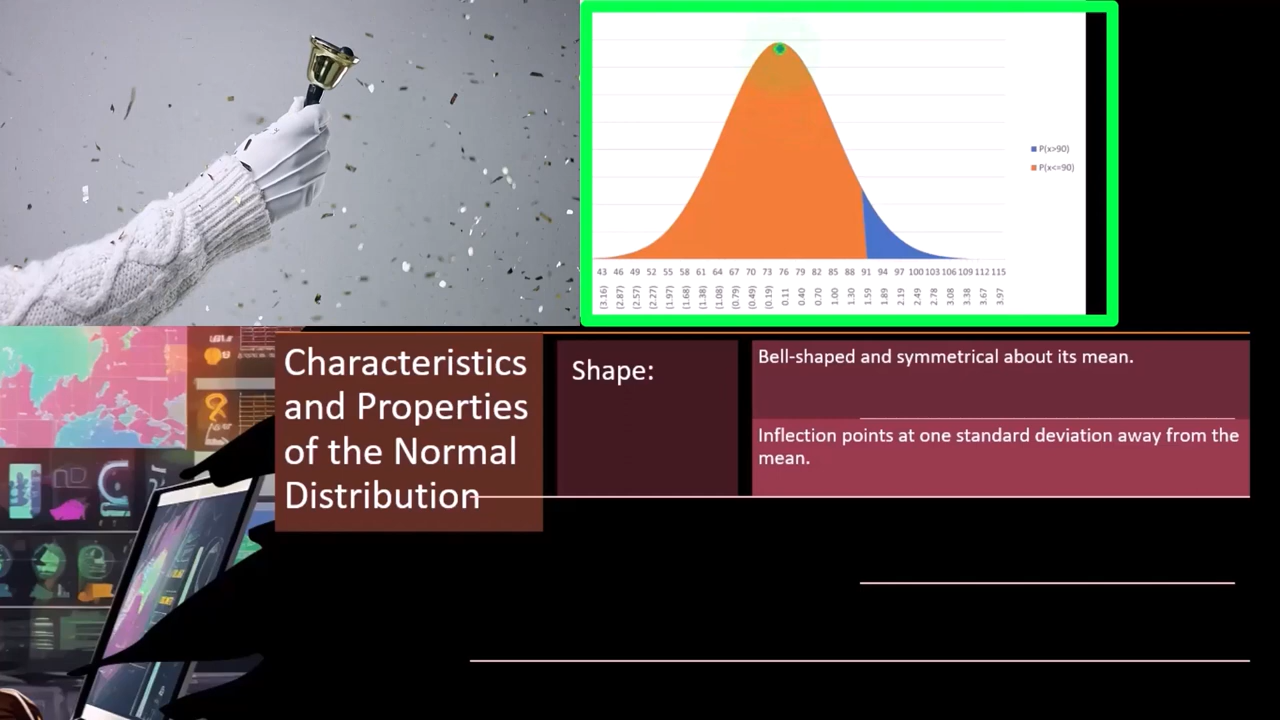 P(x>90)
P(x<=90)
43 46 49 52 55 58 61 64 67 70 73 76 79 82 85 88 91 94 97 100 103 106 109 112 115
(3.16) (2.87) (2.57) (2.27) (1.97) (1.68) (1.38) (1.08) (0.79) (0.49) (0.19) 0.11 0.40 0.70 1.00 1.30 1.59 1.89 2.19 2.49 2.78 3.08 3.38 3.67 3.97
Characteristics
and Properties
of the Normal
Distribution
Shape:
Bell-shaped and symmetrical about its mean.
Inflection points at one standard deviation away from the
mean.